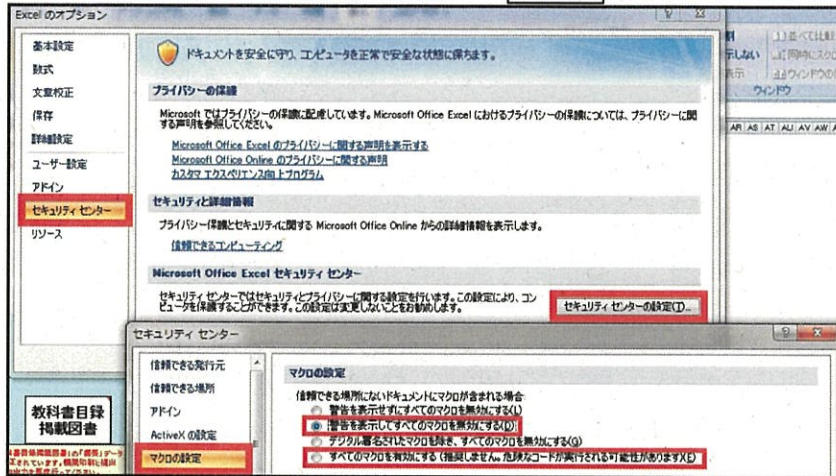 Excel のオプション
基本設定
数式
文章校正
保存
詳細設定
ユーザー設定
アドイン
セキュリティ センター
リソース
ドキュメントを安全に守り、コンピュータを正常で安全な状態に保ちます。
プライバシーの保護
Microsoft ではプライバシーの保護に配慮しています。Microsoft Office Excel におけるプライバシーの保護については、プライバシーに関
する声明を参照してください。
Microsoft Office Excel のプライバシーに関する声明を表示する
Microsoft Office Online のプライバシーに関する声明
カスタマ エクスペリエンス向上プログラム
セキュリティと詳細情報
プライバシー保護とセキュリティに関する Microsoft Office Online からの詳細情報を表示します。
信頼できるコンピューティング
Microsoft Office Excel セキュリティ センター
セキュリティ センターではセキュリティとプライバシーに関する設定を行います。この設定により、コン
ピュータを保護することができます。この設定は変更しないことをお勧めします。
セキュリティ センターの設定(T)...
並べて比較
示しない
表示
ウィンドウ
AR AS AT AU AV AW
セキュリティ センター
信頼できる発行元
信頼できる場所
アドイン
ActiveX の設定
マクロの設定
マクロの設定
信頼できる場所にないドキュメントにマクロが含まれる場合
警告を表示せずにすべてのマクロを無効にする(L)
警告を表示してすべてのマクロを無効にする(D)
デジタル署名されたマクロを除き、すべてのマクロを無効にする(G)
すべてのマクロを有効にする (推奨しません。危険なコードが実行される可能性があります)(E)
教科書目録
掲載図書